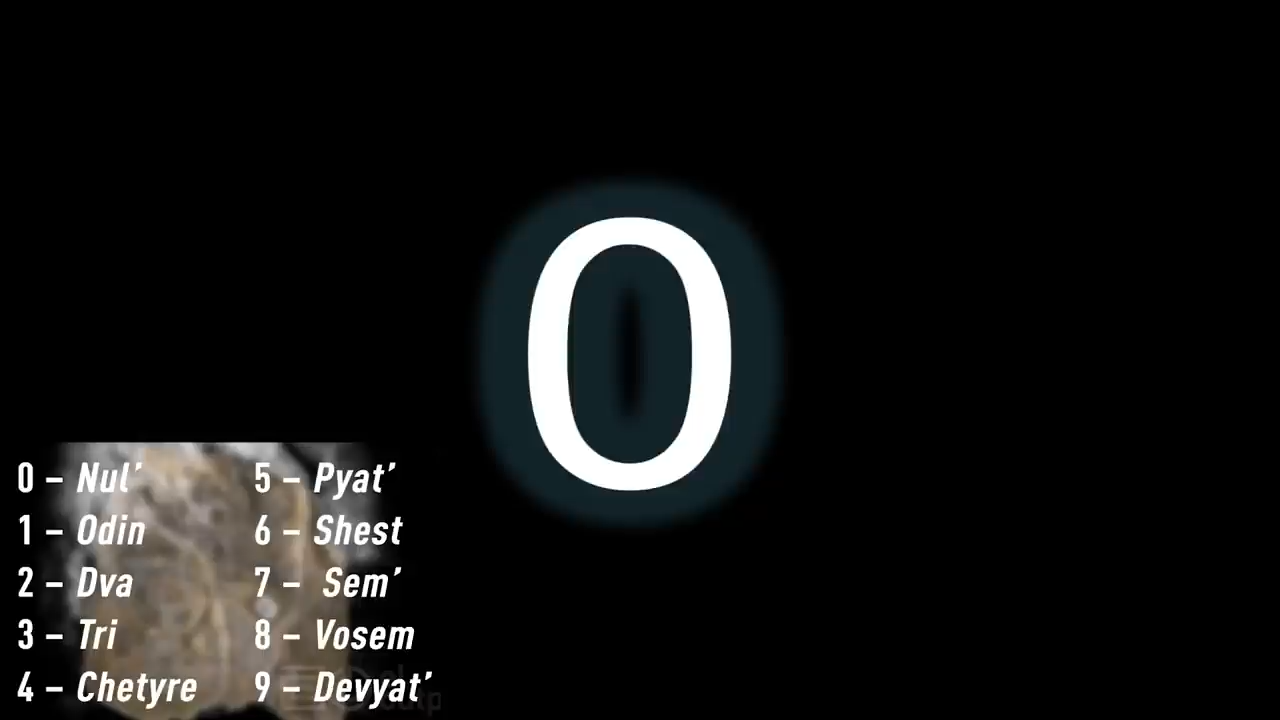 0
0 – Nul’ 5 – Pyat’
1 – Odin 6 – Shest
2 – Dva 7 – Sem’
3 – Tri 8 – Vosem
4 – Chetyre 9 – Devyat’